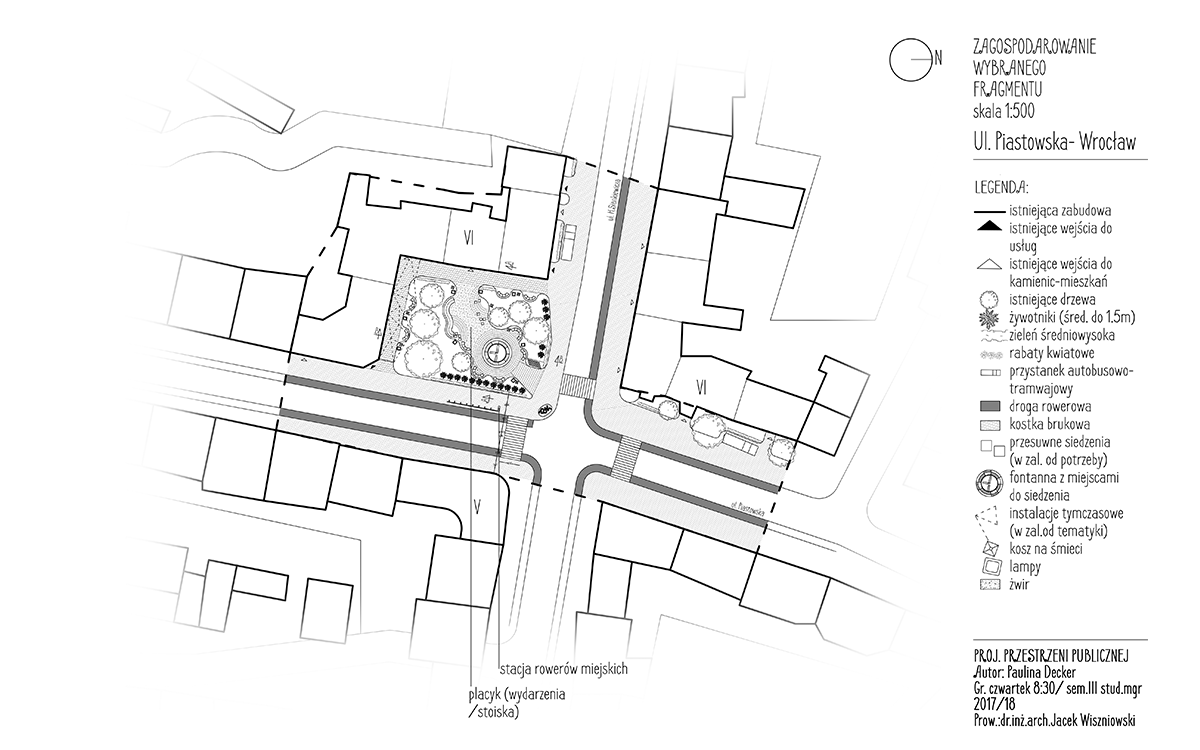 N
ZAGOSPODAROWANIE
WYBRANEGO
FRAGMENTU
skala 1:500
Ul. Piastowska- Wrocław
LEGENDA:
istniejąca zabudowa
istniejące wejścia do
usług
istniejące wejścia do
kamienic-mieszkań
istniejące drzewa
żywotniki (śred. do 1.5m)
zieleń średniowysoka
rabaty kwiatowe
przystanek autobusowo-
tramwajowy
droga rowerowa
kostka brukowa
przesuwne siedzenia
(w zal. od potrzeby)
fontanna z miejscami
do siedzenia
instalacje tymczasowe
(w zal.od tematyki)
kosz na śmieci
lampy
żwir
VI
VI
V
ul. Piastowska
stacja rowerów miejskich
placyk (wydarzenia
/stoiska)
PROJ. PRZESTRZENI PUBLICZNEJ
Autor: Paulina Decker
Gr. czwartek 8:30/ sem.III stud.mgr
2017/18
Prow.:dr.inż.arch.Jacek Wiszniowski